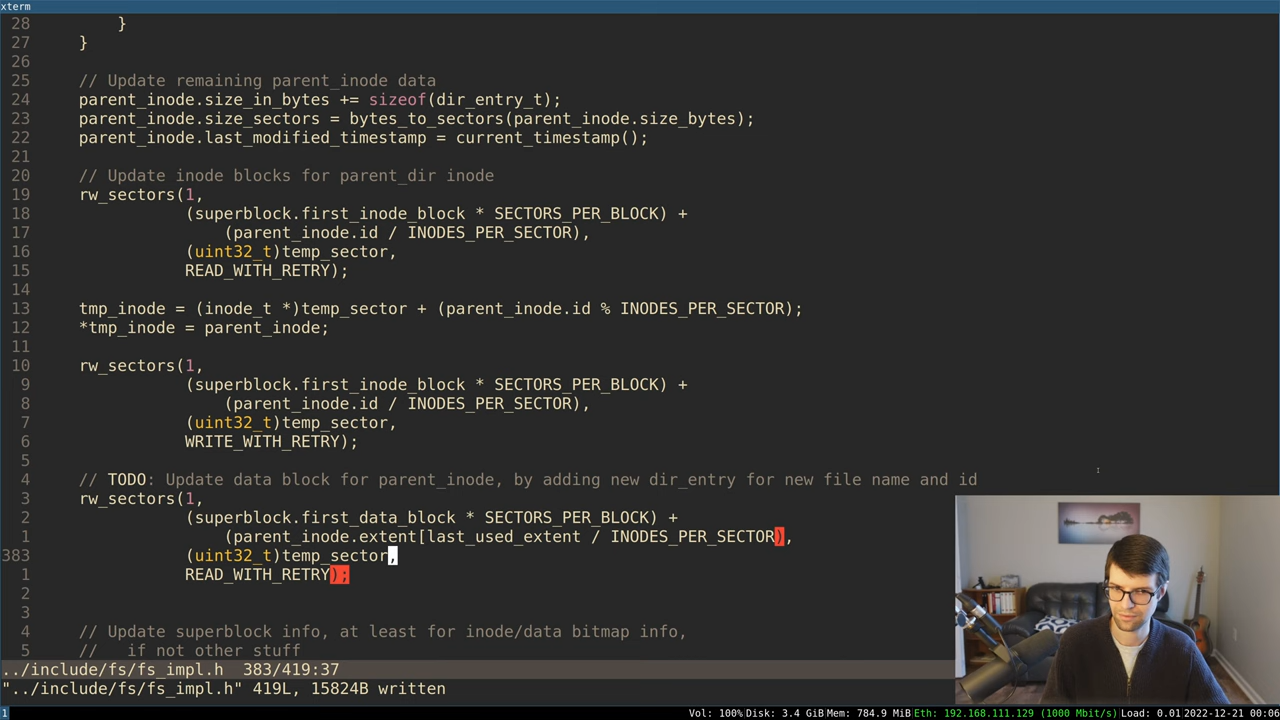 xterm
28            }
27        }
26
25        // Update remaining parent_inode data
24        parent_inode.size_in_bytes += sizeof(dir_entry_t);
23        parent_inode.size_sectors = bytes_to_sectors(parent_inode.size_bytes);
22        parent_inode.last_modified_timestamp = current_timestamp();
21
20        // Update inode blocks for parent_dir inode
19        rw_sectors(1,
18                   (superblock.first_inode_block * SECTORS_PER_BLOCK) +
17                       (parent_inode.id / INODES_PER_SECTOR),
16                   (uint32_t)temp_sector,
15                   READ_WITH_RETRY);
14
13        tmp_inode = (inode_t *)temp_sector + (parent_inode.id % INODES_PER_SECTOR);
12        *tmp_inode = parent_inode;
11
10        rw_sectors(1,
9                   (superblock.first_inode_block * SECTORS_PER_BLOCK) +
8                       (parent_inode.id / INODES_PER_SECTOR),
7                   (uint32_t)temp_sector,
6                   WRITE_WITH_RETRY);
5
4        // TODO: Update data block for parent_inode, by adding new dir_entry for new file name and id
3        rw_sectors(1,
2                   (superblock.first_data_block * SECTORS_PER_BLOCK) +
1                       (parent_inode.extent[last_used_extent / INODES_PER_SECTOR),
383                (uint32_t)temp_sector,
1                   READ_WITH_RETRY);
2
3
4        // Update superblock info, at least for inode/data bitmap info,
5        //   if not other stuff
../include/fs/fs_impl.h  383/419:37
"../include/fs/fs_impl.h" 419L, 15824B written
1 Vol: 100% Disk: 3.4 GiB Mem: 784.9 MiB Eth: 192.168.111.129 (1000 Mbit/s) Load: 0.01 2022-12-21 00:06